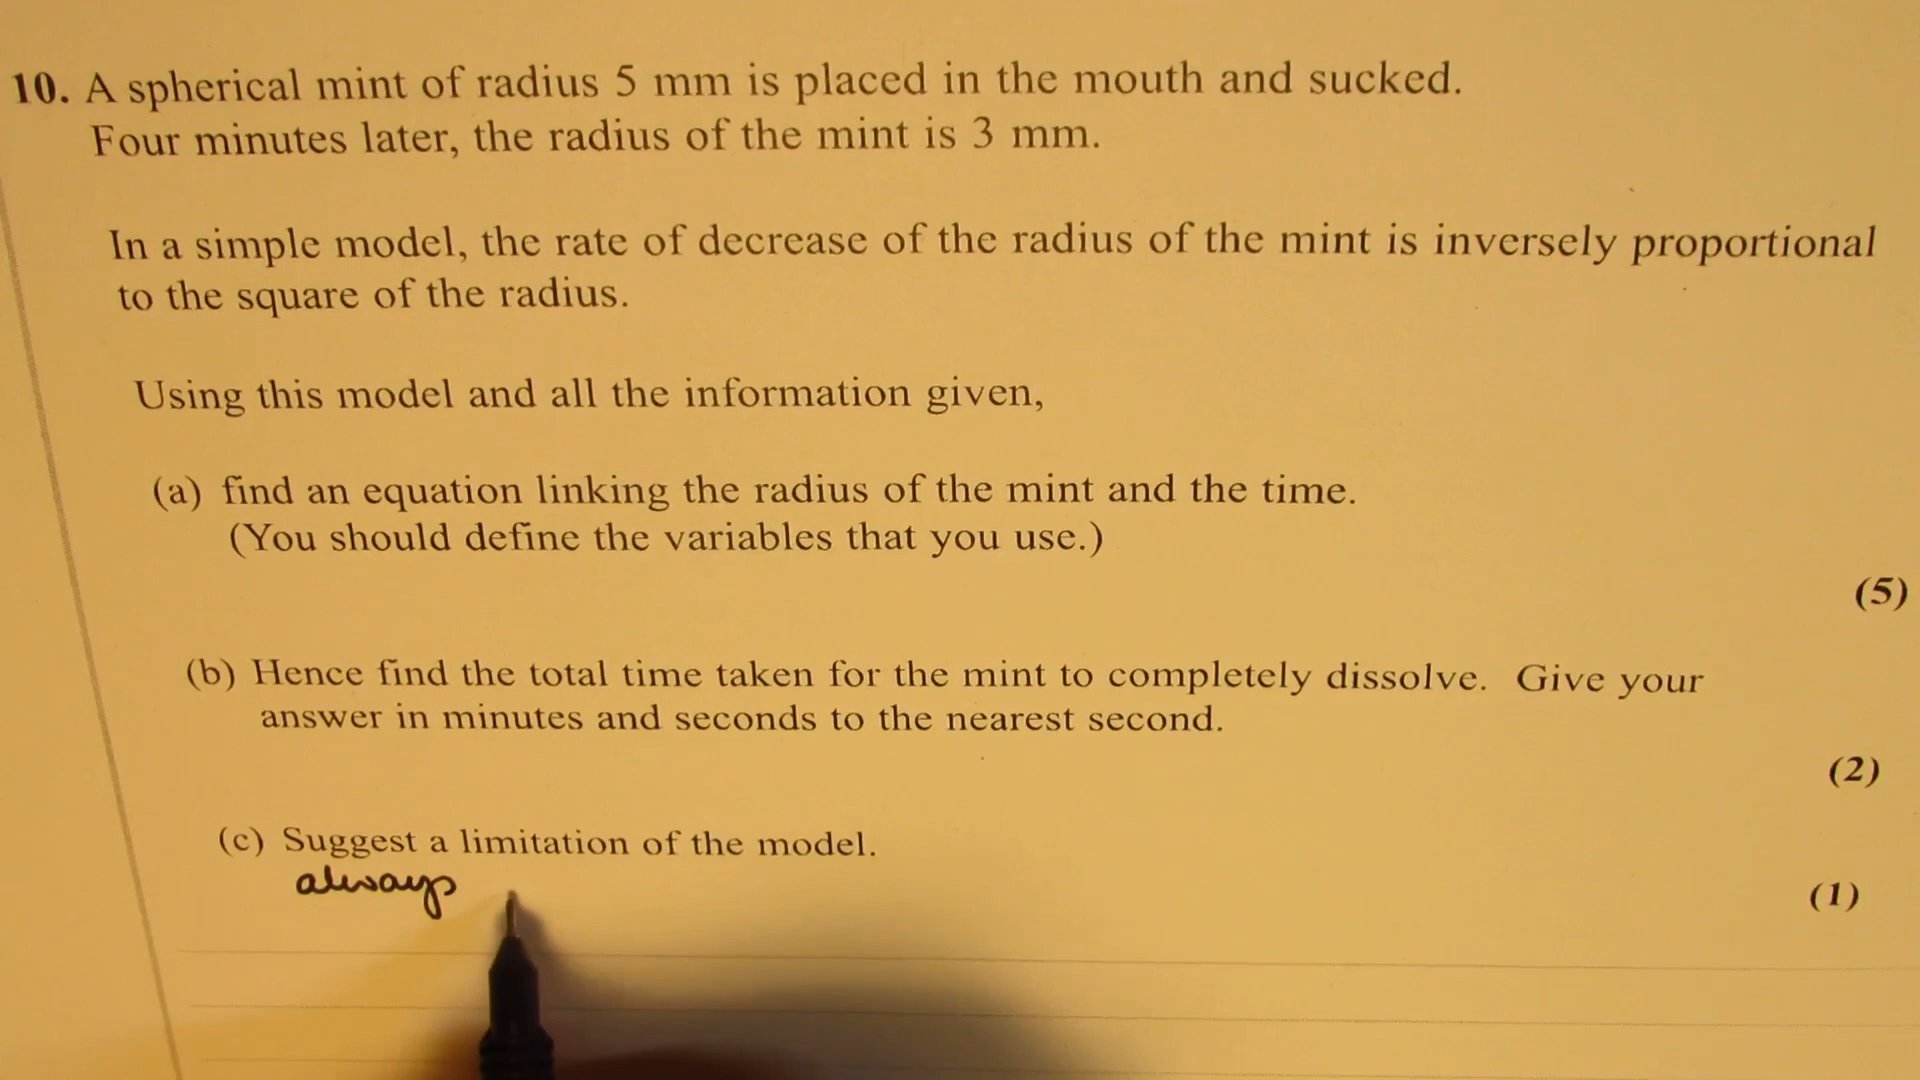 10. A spherical mint of radius 5 mm is placed in the mouth and sucked.
Four minutes later, the radius of the mint is 3 mm.
In a simple model, the rate of decrease of the radius of the mint is inversely proportional
to the square of the radius.
Using this model and all the information given,
(a) find an equation linking the radius of the mint and the time.
(You should define the variables that you use.)
(5)
(b) Hence find the total time taken for the mint to completely dissolve. Give your
answer in minutes and seconds to the nearest second.
(2)
(c) Suggest a limitation of the model.
always
(1)